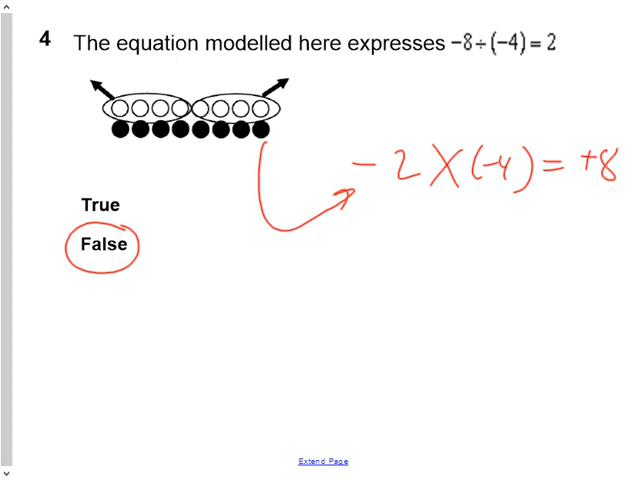 4 The equation modelled here expresses −8÷(−4)=2
− 2 X (−4) = +8
True
False
Extend Page